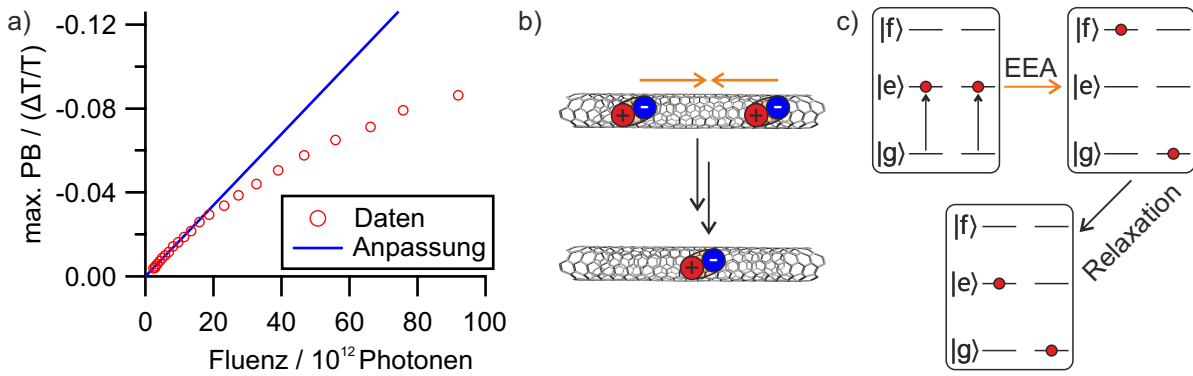 a)
max. PB / (ΔT/T)
-0.12
-0.08
-0.04
0.00
0 20 40 60 80 100
Fluenz / 10¹² Photonen
Daten
Anpassung
b)
+ - + -
+ -
c)
|f⟩
|e⟩
|g⟩
EEA
|f⟩
|e⟩
|g⟩
Relaxation
|f⟩
|e⟩
|g⟩